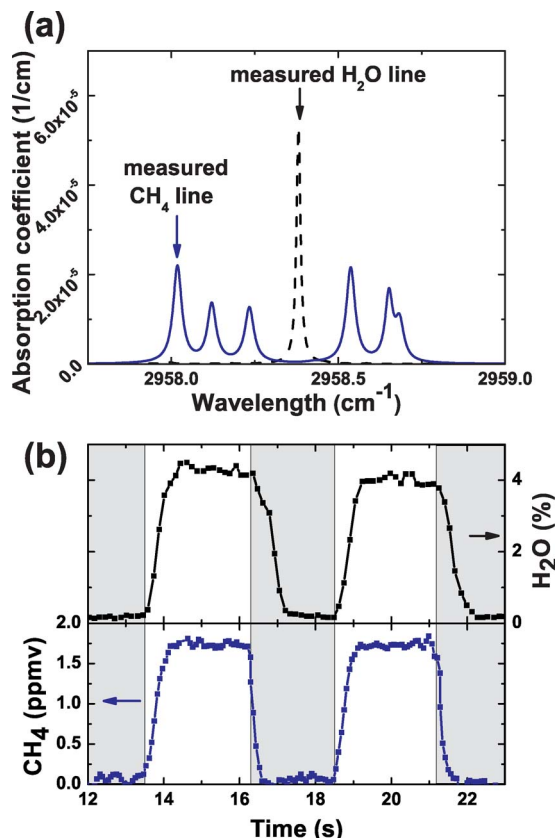 (a)
measured H₂O line
measured
CH₄ line
Absorption coefficient (1/cm)
6.0x10⁻⁵
4.0x10⁻⁵
2.0x10⁻⁵
0.0
2958.0 2958.5 2959.0
Wavelength (cm⁻¹)
(b)
4
2
0
H₂O (%)
2.0
1.5
1.0
0.5
0.0
CH₄ (ppmv)
12 14 16 18 20 22
Time (s)